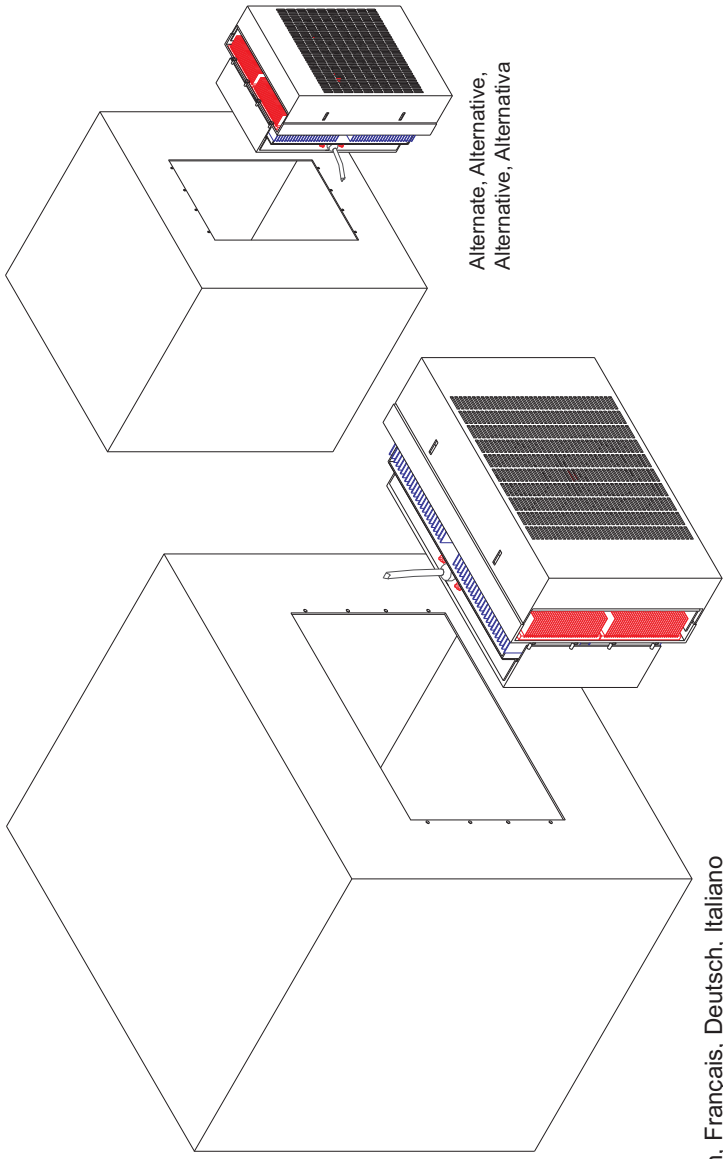 Alternate, Alternative,
Alternative, Alternativa
Francais, Deutsch, Italiano